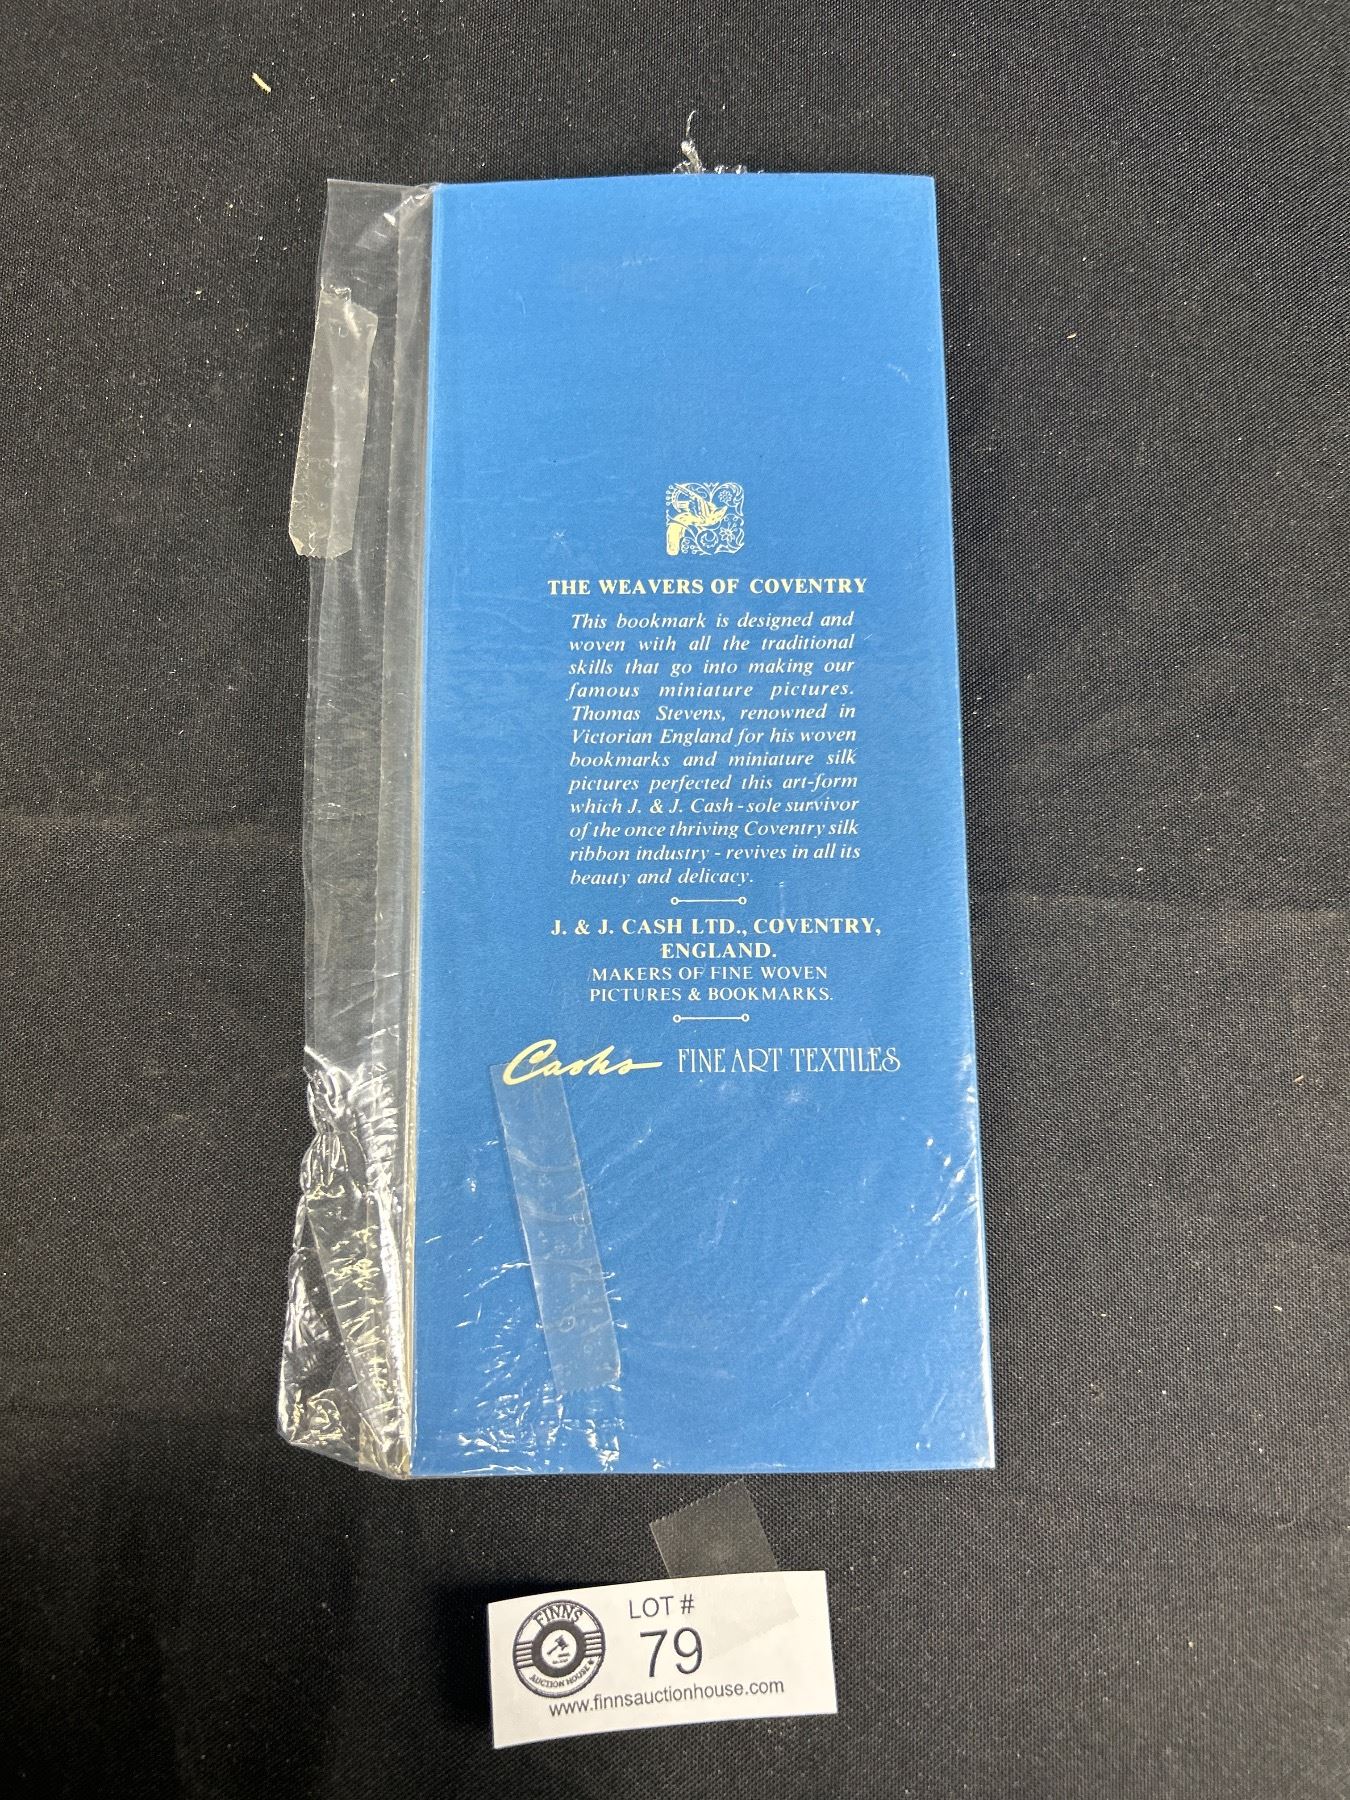 THE WEAVERS OF COVENTRY
This bookmark is designed and
woven with all the traditional
skills that go into making our
famous miniature pictures.
Thomas Stevens, renowned in
Victorian England for his woven
bookmarks and miniature silk
pictures perfected this art-form
which J. & J. Cash - sole survivor
of the once thriving Coventry silk
ribbon industry - revives in all its
beauty and delicacy.
J. & J. CASH LTD., COVENTRY,
ENGLAND.
MAKERS OF FINE WOVEN
PICTURES & BOOKMARKS.
Cash's FINE ART TEXTILES
FINNS
AUCTION HOUSE
LOT #
79
www.finnsauctionhouse.com